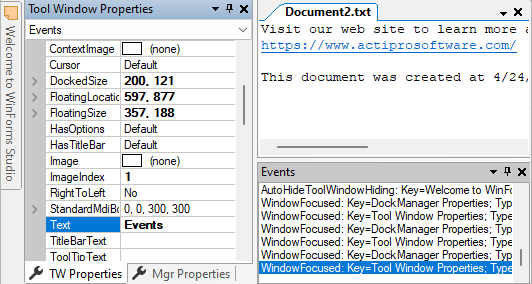 Welcome to WinForms Studio
Tool Window Properties
Events
ContextImage (none)
Cursor Default
DockedSize 200, 121
FloatingLocatio 597, 877
FloatingSize 357, 188
HasOptions Default
HasTitleBar Default
Image (none)
ImageIndex 1
RightToLeft No
StandardMdiBo 0, 0, 300, 300
Text Events
TitleBarText
ToolTipText
TW Properties Mgr Properties
Document2.txt
Visit our web site to learn more a
https://www.actiprosoftware.com/
This document was created at 4/24,
Events
AutoHideToolWindowHiding: Key=Welcome to WinFo
WindowFocused: Key=DockManager Properties; Type
WindowFocused: Key=Tool Window Properties; Type
WindowFocused: Key=DockManager Properties; Type
WindowFocused: Key=Tool Window Properties; Type
WindowFocused: Key=DockManager Properties; Type
WindowFocused: Key=Tool Window Properties; Type